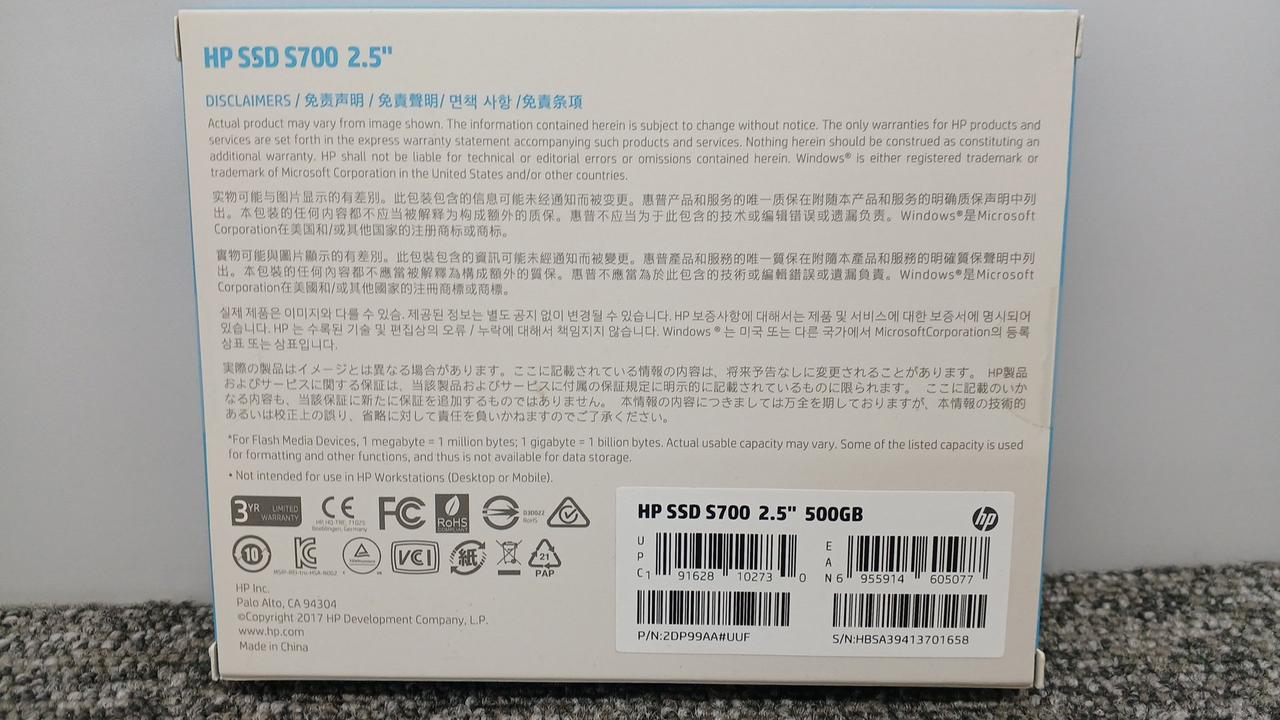 HP SSD S700 2.5"
DISCLAIMERS / 免责声明 / 免責聲明/ 면책 사항 /免責条項
Actual product may vary from image shown. The information contained herein is subject to change without notice. The only warranties for HP products and
services are set forth in the express warranty statement accompanying such products and services. Nothing herein should be construed as constituting an
additional warranty. HP shall not be liable for technical or editorial errors or omissions contained herein. Windows® is either registered trademark or
trademark of Microsoft Corporation in the United States and/or other countries.
实物可能与图片显示的有差别。此包装包含的信息可能未经通知而被变更。惠普产品和服务的唯一质保在附随本产品和服务的明确质保声明中列
出。本包装的任何内容都不应当被解释为构成额外的质保。惠普不应当为于此包含的技术或编辑错误或遗漏负责。Windows®是Microsoft
Corporation在美国和/或其他国家的注册商标或商标。
實物可能與圖片顯示的有差別。此包裝包含的資訊可能未經通知而被變更。惠普產品和服務的唯一質保在附隨本產品和服務的明確質保聲明中列
出。本包裝的任何內容都不應當被解釋為構成額外的質保。惠普不應當為於此包含的技術或編輯錯誤或遺漏負責。Windows®是Microsoft
Corporation在美國和/或其他國家的注冊商標或商標。
실제 제품은 이미지와 다를 수 있습. 제공된 정보는 별도 공지 없이 변경될 수 있습니다. HP 보증사항에 대해서는 제품 및 서비스에 대한 보증서에 명시되어
있습니다. HP 는 수록된 기술 및 편집상의 오류 / 누락에 대해서 책임지지 않습니다. Windows ® 는 미국 또는 다른 국가에서 MicrosoftCorporation의 등록
상표 또는 상표입니다.
実際の製品はイメージとは異なる場合があります。ここに記載されている情報の内容は、将来予告なしに変更されることがあります。 HP製品
およびサービスに関する保証は、当該製品およびサービスに付属の保証規定に明示的に記載されているものに限られます。 ここに記載のいか
なる内容も、当該保証に新たに保証を追加するものではありません。 本情報の内容につきましては万全を期しておりますが、本情報の技術的
あるいは校正上の誤り、省略に対して責任を負いかねますのでご了承ください。
*For Flash Media Devices, 1 megabyte = 1 million bytes; 1 gigabyte = 1 billion bytes. Actual usable capacity may vary. Some of the listed capacity is used
for formatting and other functions, and thus is not available for data storage.
• Not intended for use in HP Workstations (Desktop or Mobile).
3 YR LIMITED WARRANTY
CE
HP, HQ-TRE, 71025
Boeblingen, Germany
FC
RoHS
COMPLIANT
D33022
RoHS
10
KC
VCI
紙
21
PAP
HP Inc.
Palo Alto, CA 94304
©Copyright 2017 HP Development Company, L.P.
www.hp.com
Made in China
HP SSD S700 2.5" 500GB
hp
UPC 1 91628 10273 0
EAN 6 955914 605077
P/N:2DP99AA#UUF
S/N:HBSA39413701658